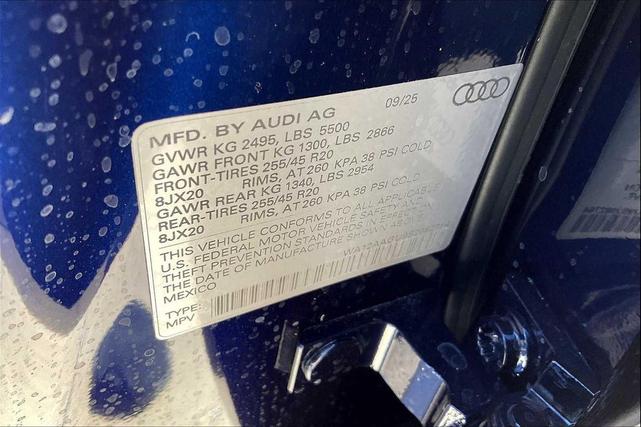 MFD. BY AUDI AG 09/25
GVWR KG 2495, LBS 5500
GAWR FRONT KG 1300, LBS 2866
FRONT-TIRES 255/45 R20
8JX20 RIMS, AT 260 KPA 38 PSI COLD
GAWR REAR KG 1340, LBS 2954
REAR-TIRES 255/45 R20
8JX20 RIMS, AT 260 KPA 38 PSI COLD
THIS VEHICLE CONFORMS TO ALL APPLICABLE
U.S. FEDERAL MOTOR VEHICLE SAFETY AND
THEFT PREVENTION STANDARDS IN EFFECT ON
THE DATE OF MANUFACTURE SHOWN ABOVE
MEXICO
TYPE:
MPV